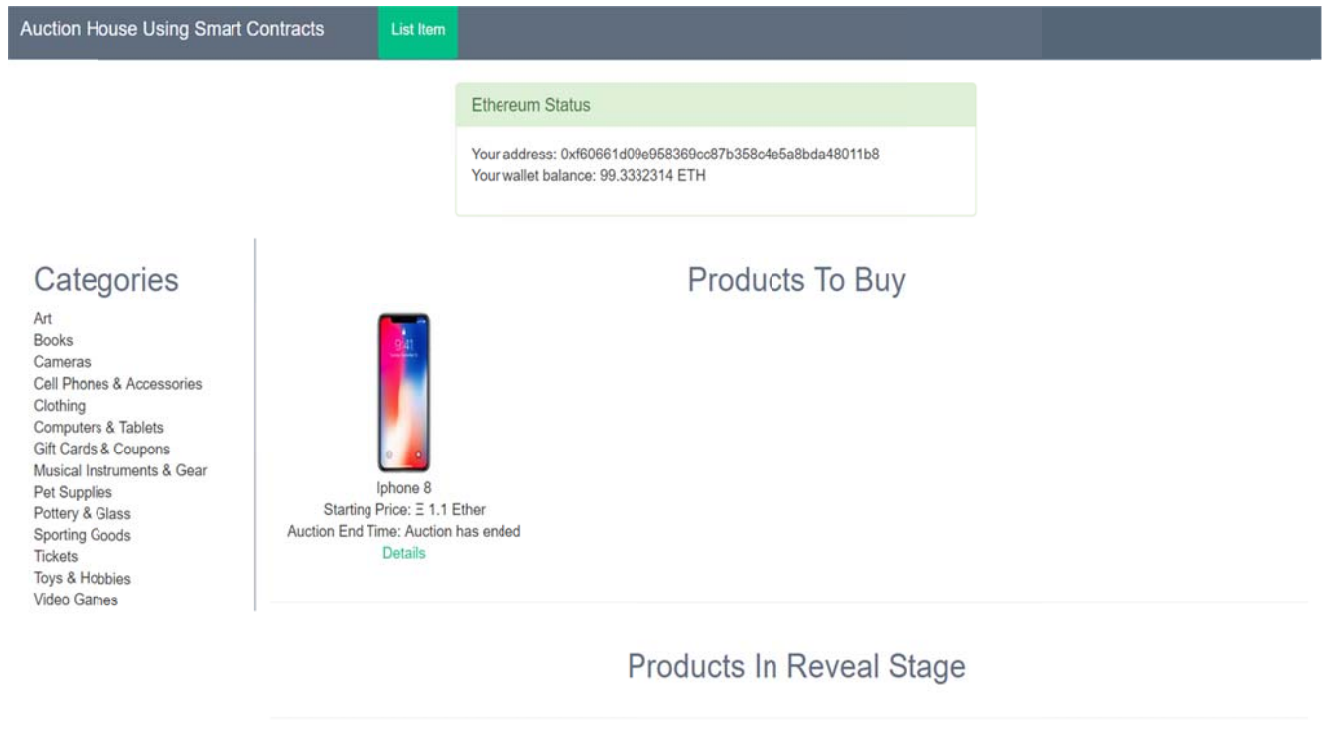 Auction House Using Smart Contracts
List Item
Ethereum Status
Your address: 0xf60661d09e958369cc87b358c4e5a8bda48011b8
Your wallet balance: 99.3332314 ETH
Categories
Art
Books
Cameras
Cell Phones & Accessories
Clothing
Computers & Tablets
Gift Cards & Coupons
Musical Instruments & Gear
Pet Supplies
Pottery & Glass
Sporting Goods
Tickets
Toys & Hobbies
Video Games
Products To Buy
9:41
Iphone 8
Starting Price: Ξ 1.1 Ether
Auction End Time: Auction has ended
Details
Products In Reveal Stage